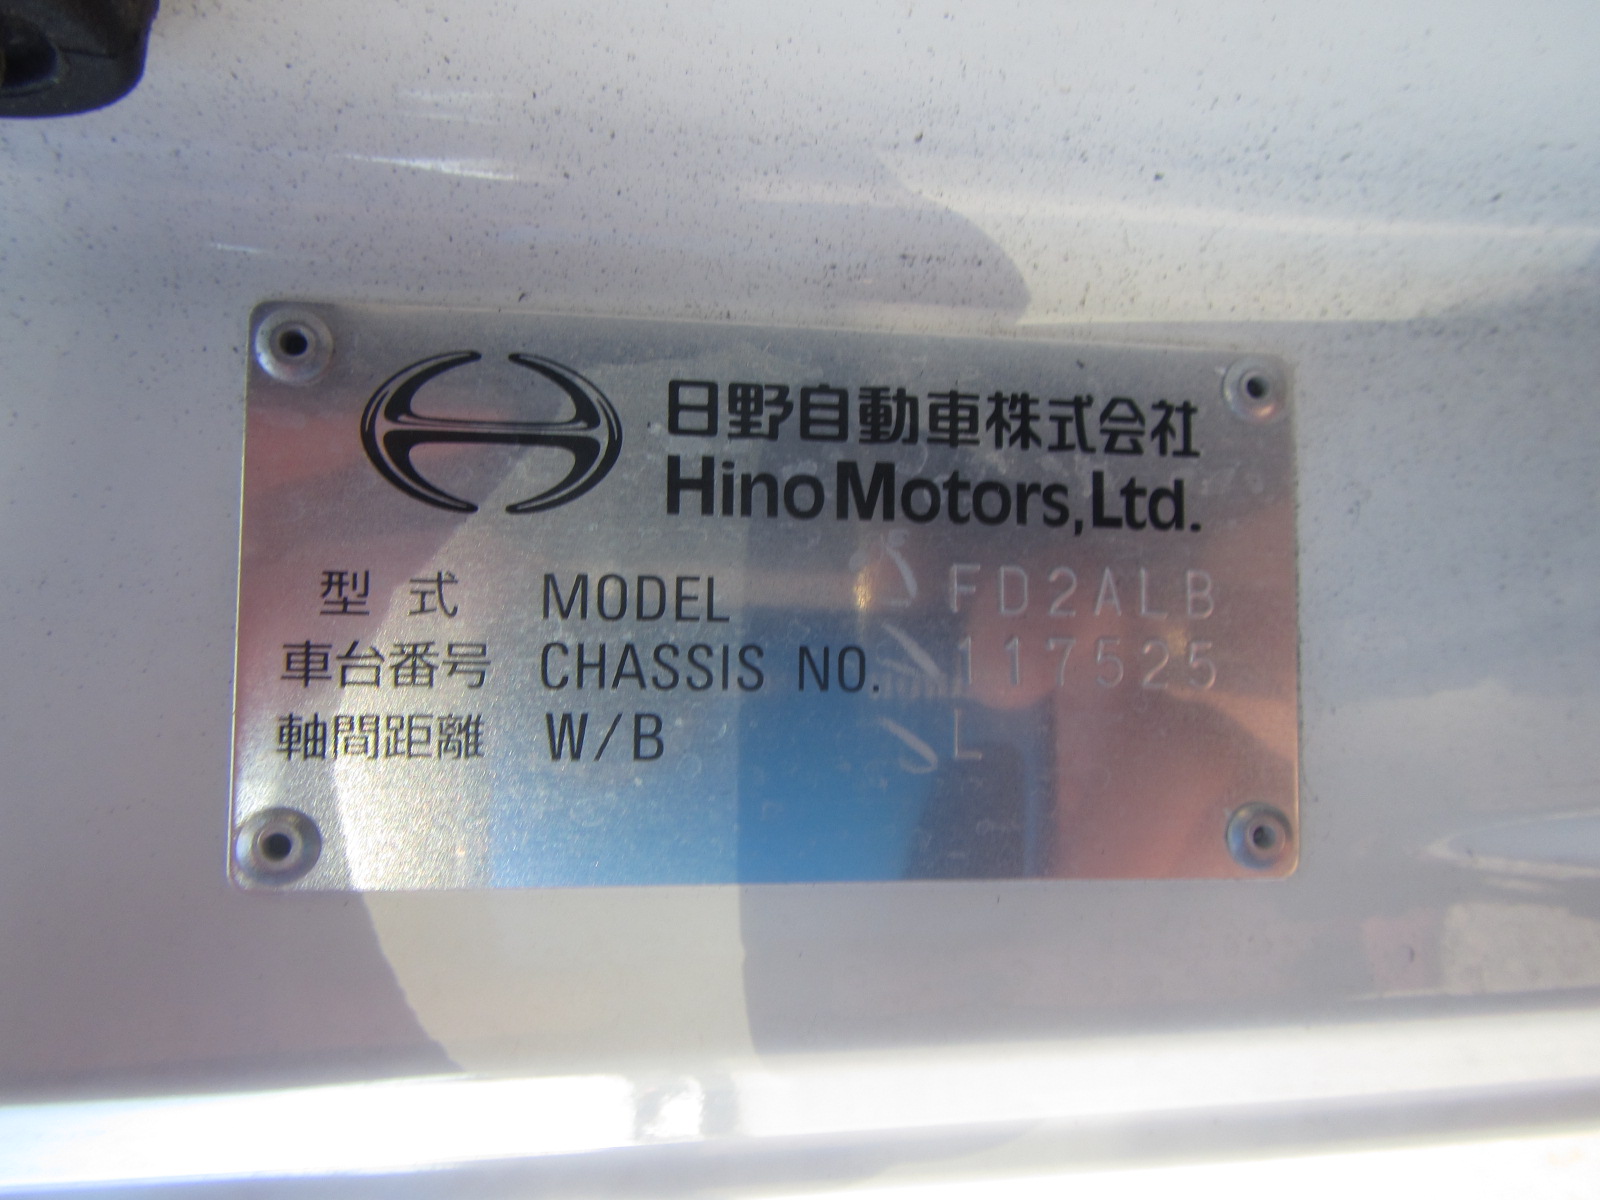 日野自動車株式会社
Hino Motors, Ltd.
型式 MODEL FD2ALB
車台番号 CHASSIS NO. 117525
軸間距離 W/B L